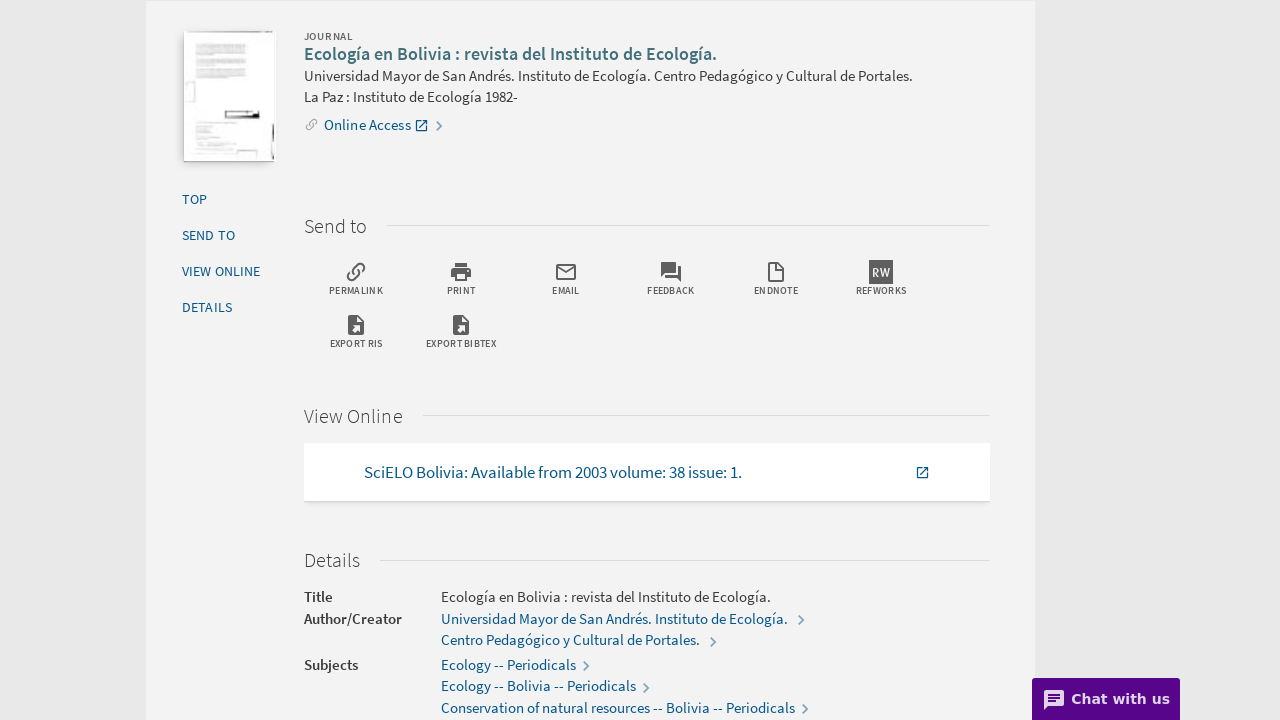 JOURNAL
Ecología en Bolivia : revista del Instituto de Ecología.
Universidad Mayor de San Andrés. Instituto de Ecología. Centro Pedagógico y Cultural de Portales.
La Paz : Instituto de Ecología 1982-
Online Access
TOP
SEND TO
VIEW ONLINE
DETAILS
Send to
PERMALINK
PRINT
EMAIL
FEEDBACK
ENDNOTE
RW
REFWORKS
EXPORT RIS
EXPORT BIBTEX
View Online
SciELO Bolivia: Available from 2003 volume: 38 issue: 1.
Details
Title Ecología en Bolivia : revista del Instituto de Ecología.
Author/Creator Universidad Mayor de San Andrés. Instituto de Ecología.
Centro Pedagógico y Cultural de Portales.
Subjects Ecology -- Periodicals
Ecology -- Bolivia -- Periodicals
Conservation of natural resources -- Bolivia -- Periodicals
Chat with us